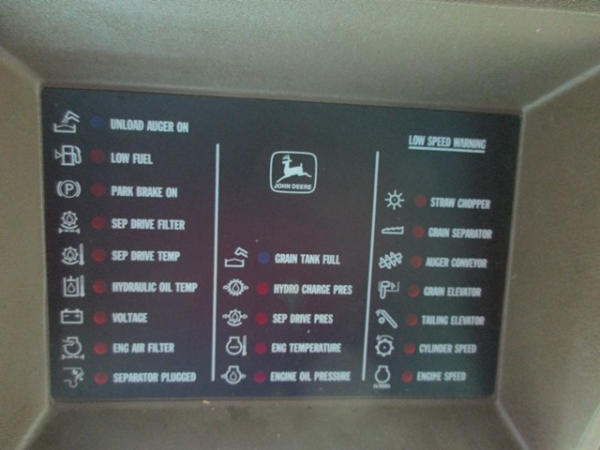 UNLOAD AUGER ON
LOW FUEL
P PARK BRAKE ON
SEP DRIVE FILTER
SEP DRIVE TEMP
HYDRAULIC OIL TEMP
VOLTAGE
ENG AIR FILTER
SEPARATOR PLUGGED
JOHN DEERE
GRAIN TANK FULL
HYDRO CHARGE PRES
SEP DRIVE PRES
ENG TEMPERATURE
ENGINE OIL PRESSURE
LOW SPEED WARNING
STRAW CHOPPER
GRAIN SEPARATOR
AUGER CONVEYOR
GRAIN ELEVATOR
TAILING ELEVATOR
CYLINDER SPEED
ENGINE SPEED